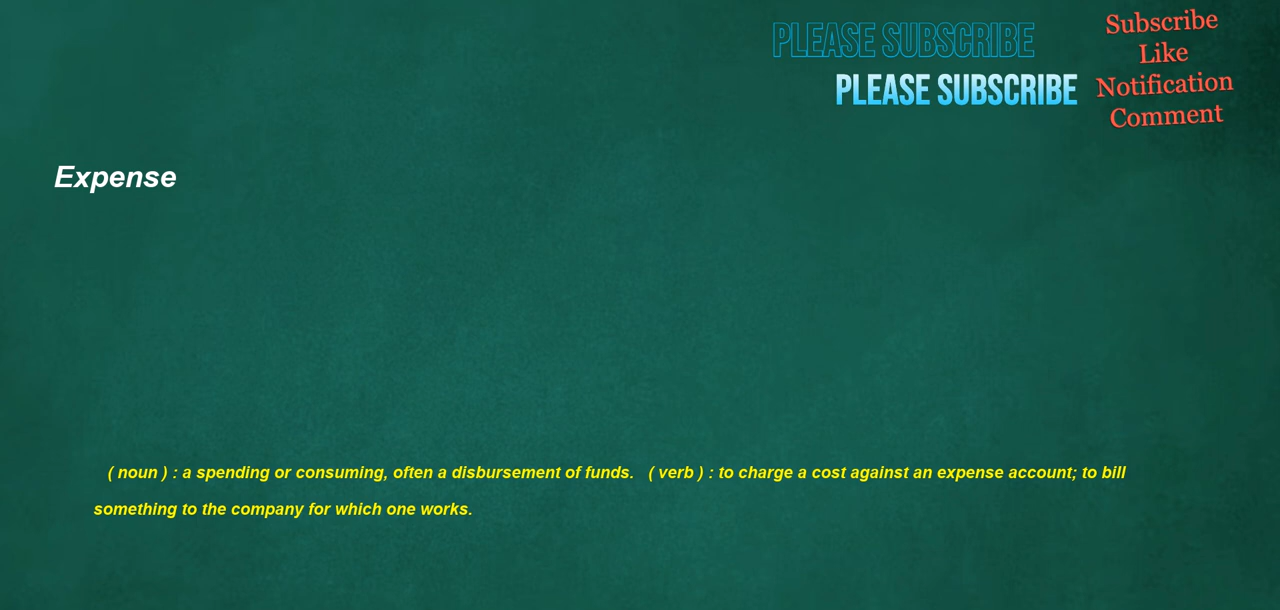 PLEASE SUBSCRIBE
PLEASE SUBSCRIBE
Subscribe
Like
Notification
Comment
Expense
( noun ) : a spending or consuming, often a disbursement of funds. ( verb ) : to charge a cost against an expense account; to bill
something to the company for which one works.